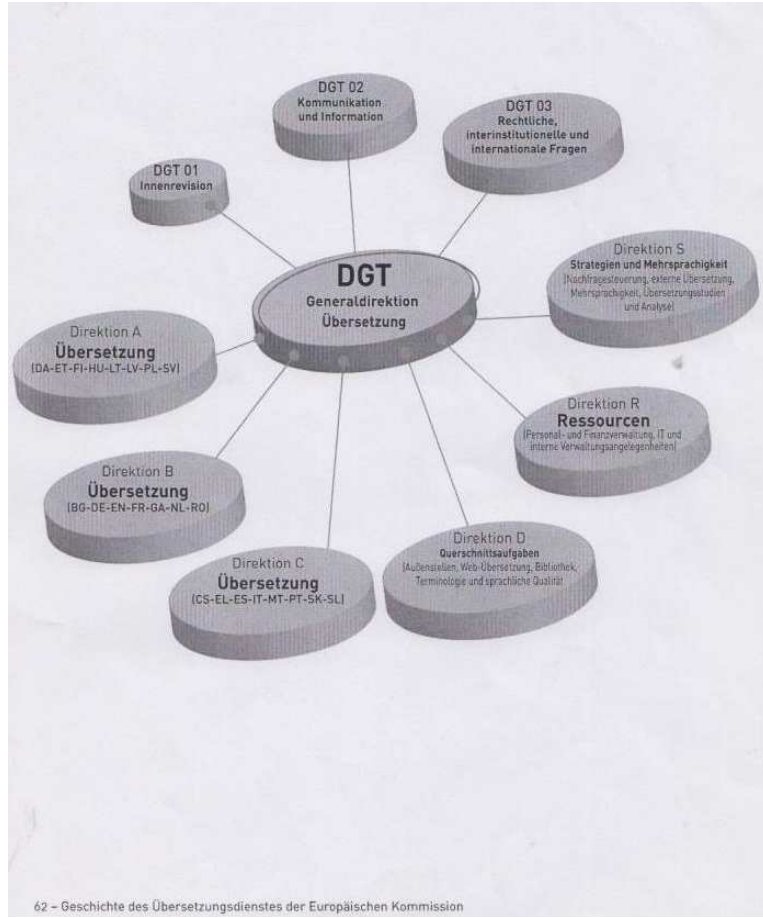 DGT 02
Kommunikation
und Information
DGT 03
Rechtliche,
interinstitutionelle und
internationale Fragen
DGT 01
Innenrevision
DGT
Generaldirektion
Übersetzung
Direktion S
Strategien und Mehrsprachigkeit
(Nachfragesteuerung, externe Übersetzung,
Mehrsprachigkeit, Übersetzungsstudien
und Analyse)
Direktion A
Übersetzung
(DA-ET-FI-HU-LT-LV-PL-SV)
Direktion R
Ressourcen
(Personal- und Finanzverwaltung, IT und
interne Verwaltungsangelegenheiten)
Direktion B
Übersetzung
(BG-DE-EN-FR-GA-NL-RO)
Direktion D
Querschnittsaufgaben
(Außenstellen, Web-Übersetzung, Bibliothek,
Terminologie und sprachliche Qualität
Direktion C
Übersetzung
(CS-EL-ES-IT-MT-PT-SK-SL)
62 – Geschichte des Übersetzungsdienstes der Europäischen Kommission